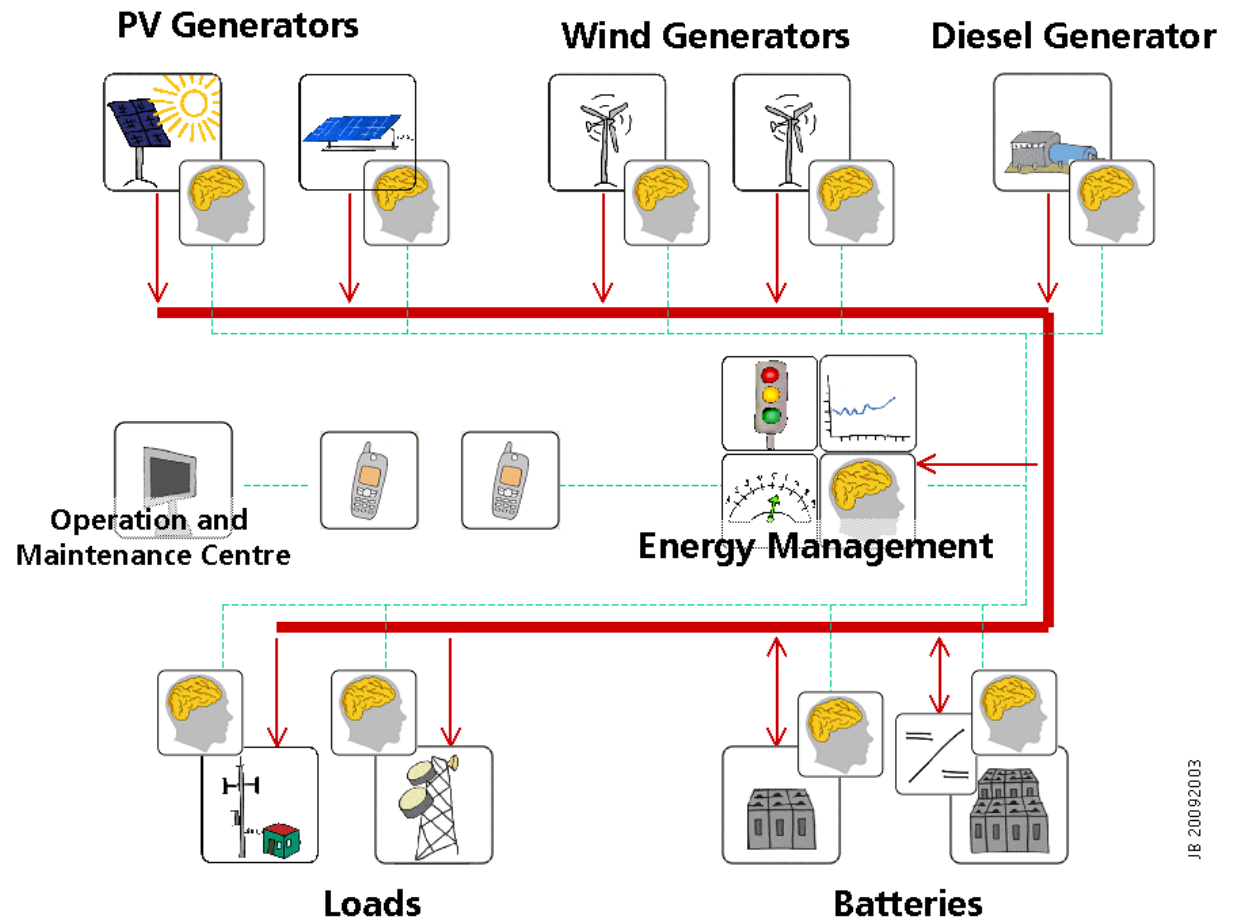 PV Generators
Wind Generators
Diesel Generator
Operation and
Maintenance Centre
Energy Management
Loads
Batteries
JB 20092003